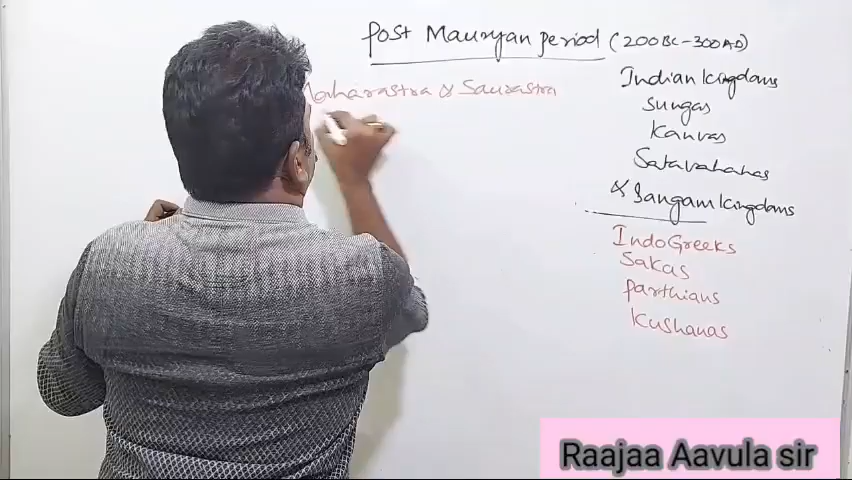 Post Mauryan period (200BC-300AD)
Maharastra & Saurastra
Indian kingdoms
Sungas
Kanvas
Satavahanas
& Sangam kingdoms
IndoGreeks
Sakas
Parthians
Kushanas
Raajaa Aavula sir